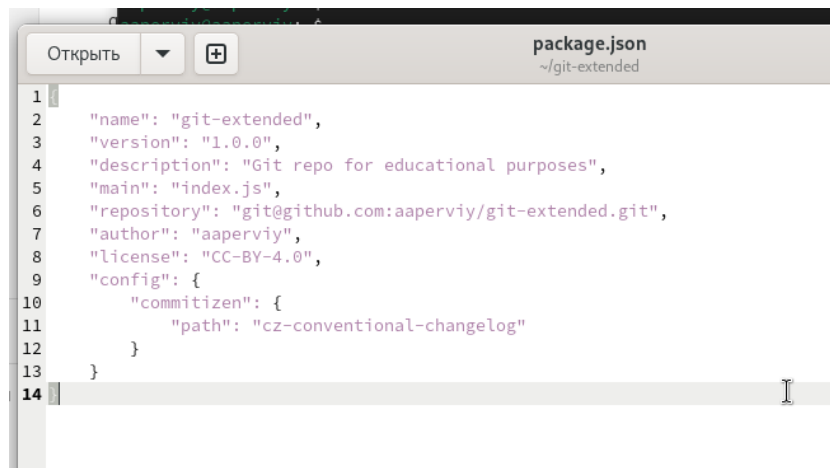 Открыть
package.json
~/git-extended
1 {
2 "name": "git-extended",
3 "version": "1.0.0",
4 "description": "Git repo for educational purposes",
5 "main": "index.js",
6 "repository": "git@github.com:aaperviy/git-extended.git",
7 "author": "aaperviy",
8 "license": "CC-BY-4.0",
9 "config": {
10 "commitizen": {
11 "path": "cz-conventional-changelog"
12 }
13 }
14 }